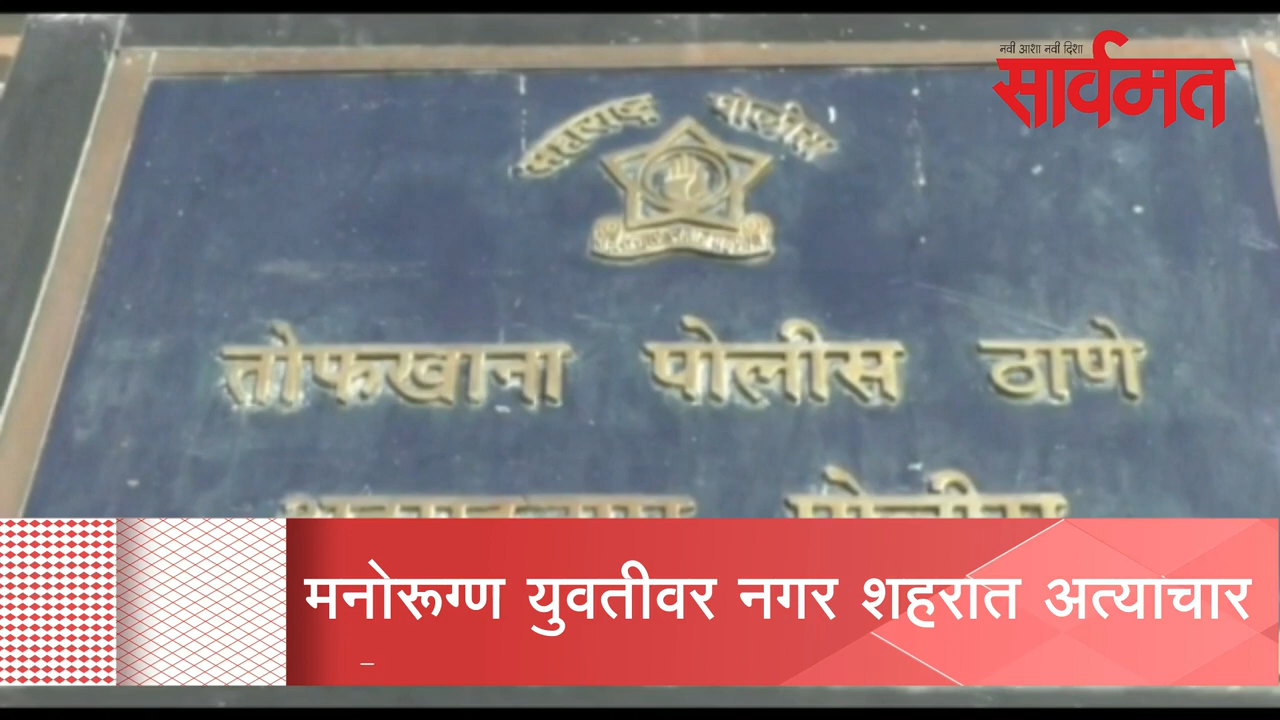 नवी आशा नवी दिशा
सार्वमत
महाराष्ट्र पोलीस
तोफखाना पोलीस ठाणे
मनोरूग्ण युवतीवर नगर शहरात अत्याचार